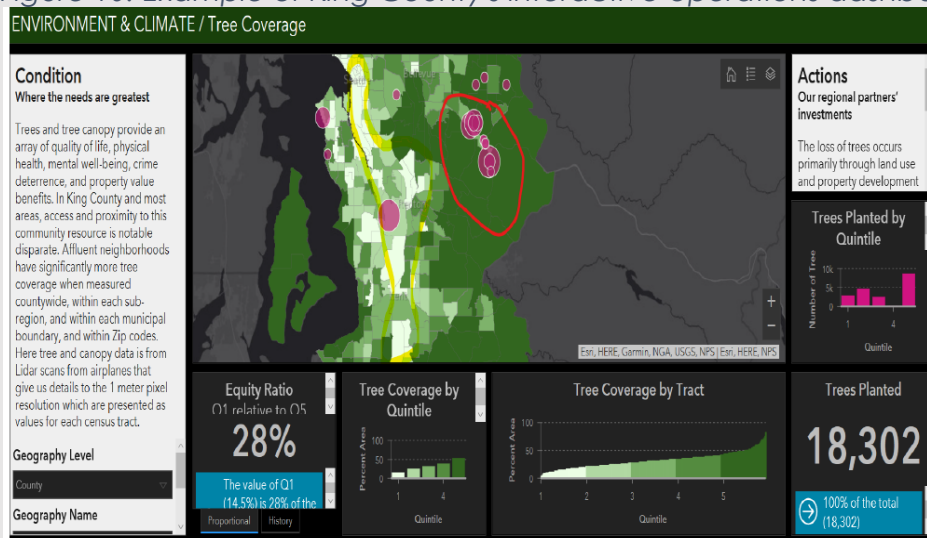 ENVIRONMENT & CLIMATE / Tree Coverage
Condition
Where the needs are greatest
Trees and tree canopy provide an
array of quality of life, physical
health, mental well-being, crime
deterrence, and property value
benefits. In King County and most
areas, access and proximity to this
community resource is notable
disparate. Affluent neighborhoods
have significantly more tree
coverage when measured
countywide, within each sub-
region, and within each municipal
boundary, and within Zip codes.
Here tree and canopy data is from
Lidar scans from airplanes that
give us details to the 1 meter pixel
resolution which are presented as
values for each census tract.
Geography Level
County
Geography Name
Esri, HERE, Garmin, NGA, USGS, NPS | Esri, HERE, NPS
Actions
Our regional partners'
investments
The loss of trees occurs
primarily through land use
and property development
Trees Planted by
Quintile
Number of Tree
10k
5k
0
1
4
Quintile
Equity Ratio
Q1 relative to Q5
28%
The value of Q1
(14.5%) is 28% of the
Proportional
History
Tree Coverage by
Quintile
Percent Area
100
50
0
1
4
Quintile
Tree Coverage by Tract
Percent Area
100
50
0
1
2
3
4
5
Quintile
Trees Planted
18,302
100% of the total
(18,302)